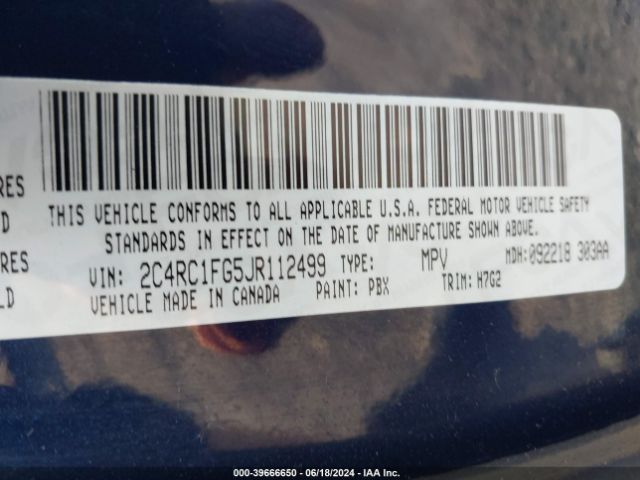 RES
D
RES
LD
THIS VEHICLE CONFORMS TO ALL APPLICABLE U.S.A. FEDERAL MOTOR VEHICLE SAFETY
STANDARDS IN EFFECT ON THE DATE OF MANUFACTURE SHOWN ABOVE.
VIN: 2C4RC1FG5JR112499 TYPE: MPV MDH:092218 303AA
VEHICLE MADE IN CANADA PAINT: PBX TRIM: H7G2
000-39666650 - 06/18/2024 - IAA Inc.